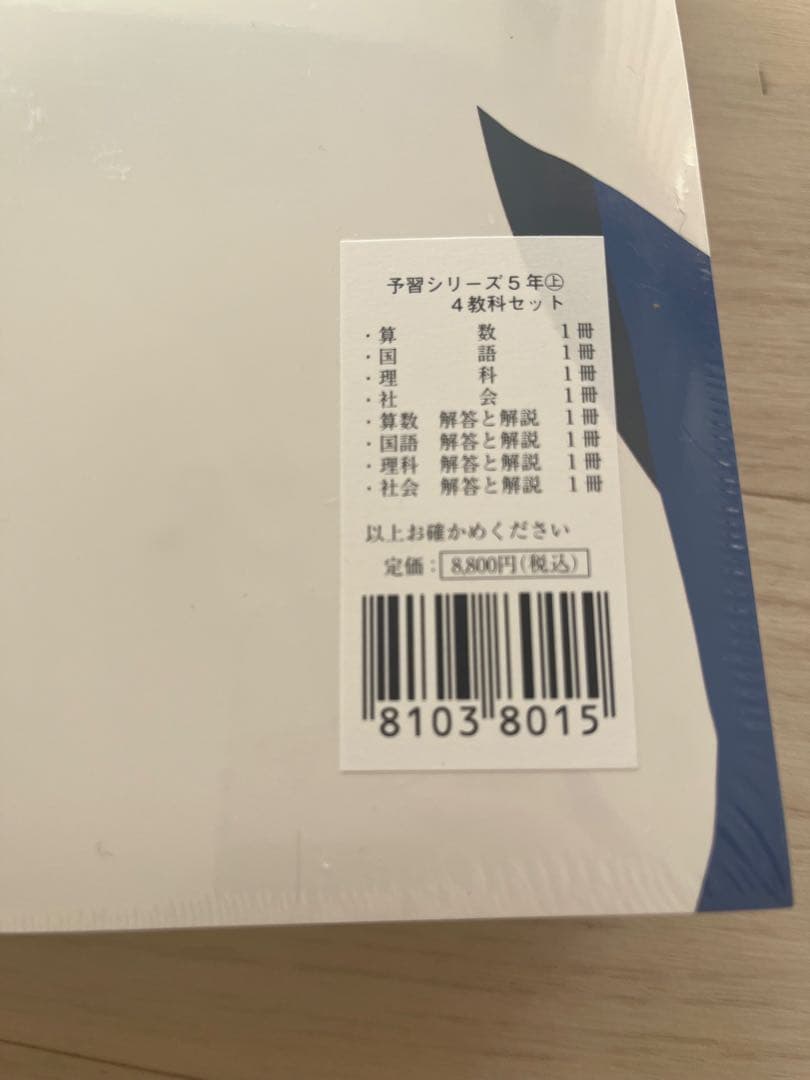 予習シリーズ5年㊤
4教科セット
・算 数 1冊
・国 語 1冊
・理 科 1冊
・社 会 1冊
・算数 解答と解説 1冊
・国語 解答と解説 1冊
・理科 解答と解説 1冊
・社会 解答と解説 1冊
以上お確かめください
定価：8,800円(税込)
8103 8015